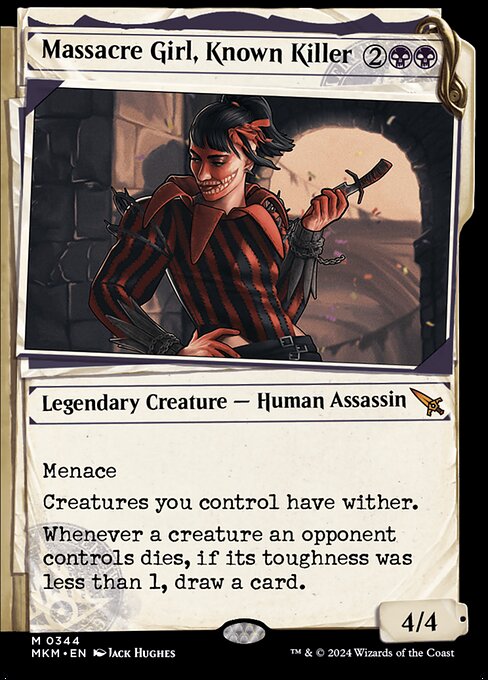 Massacre Girl, Known Killer 2
Legendary Creature — Human Assassin
Menace
Creatures you control have wither.
Whenever a creature an opponent
controls dies, if its toughness was
less than 1, draw a card.
4/4
M 0344
MKM • EN Jack Hughes
™ & © 2024 Wizards of the Coast